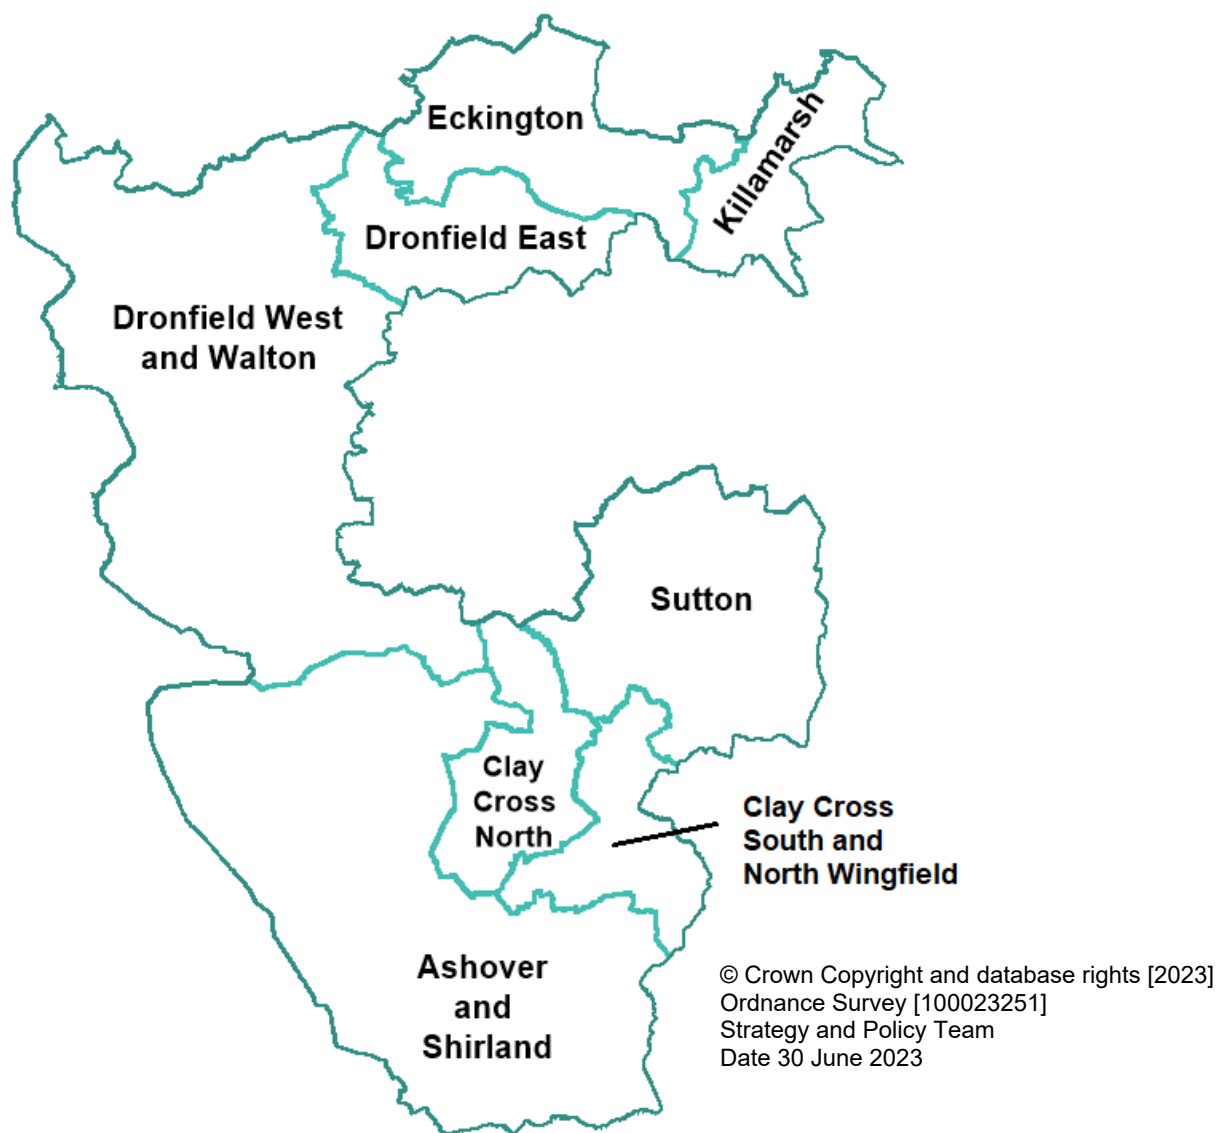 Eckington
Killamarsh
Dronfield East
Dronfield West
and Walton
Sutton
Clay
Cross
North
Clay Cross
South and
North Wingfield
Ashover
and
Shirland
© Crown Copyright and database rights [2023]
Ordnance Survey [100023251]
Strategy and Policy Team
Date 30 June 2023